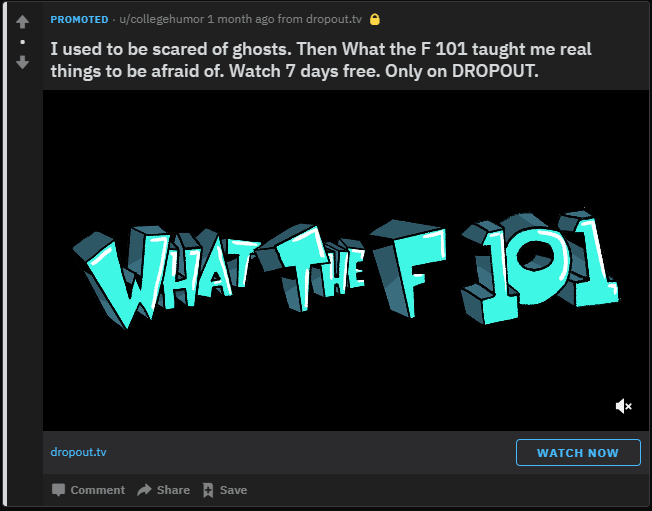 PROMOTED · u/collegehumor 1 month ago from dropout.tv
I used to be scared of ghosts. Then What the F 101 taught me real
things to be afraid of. Watch 7 days free. Only on DROPOUT.
WHAT THE F 101
dropout.tv
WATCH NOW
Comment Share Save